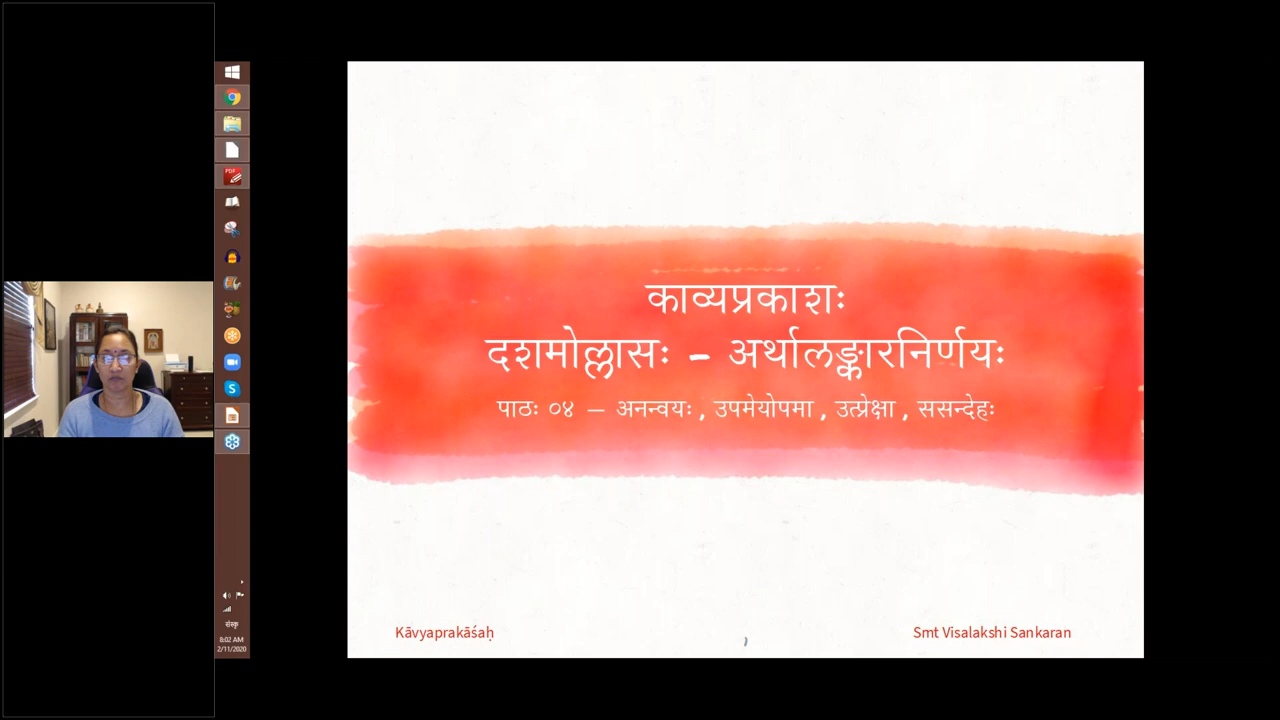 काव्यप्रकाशः
दशमोल्लासः - अर्थालङ्कारनिर्णयः
पाठः ०४ – अनन्वयः , उपमेयोपमा , उत्प्रेक्षा , ससन्देहः
Kāvyaprakāśaḥ
Smt Visalakshi Sankaran
PDF
संस्कृ
8:02 AM
2/11/2020